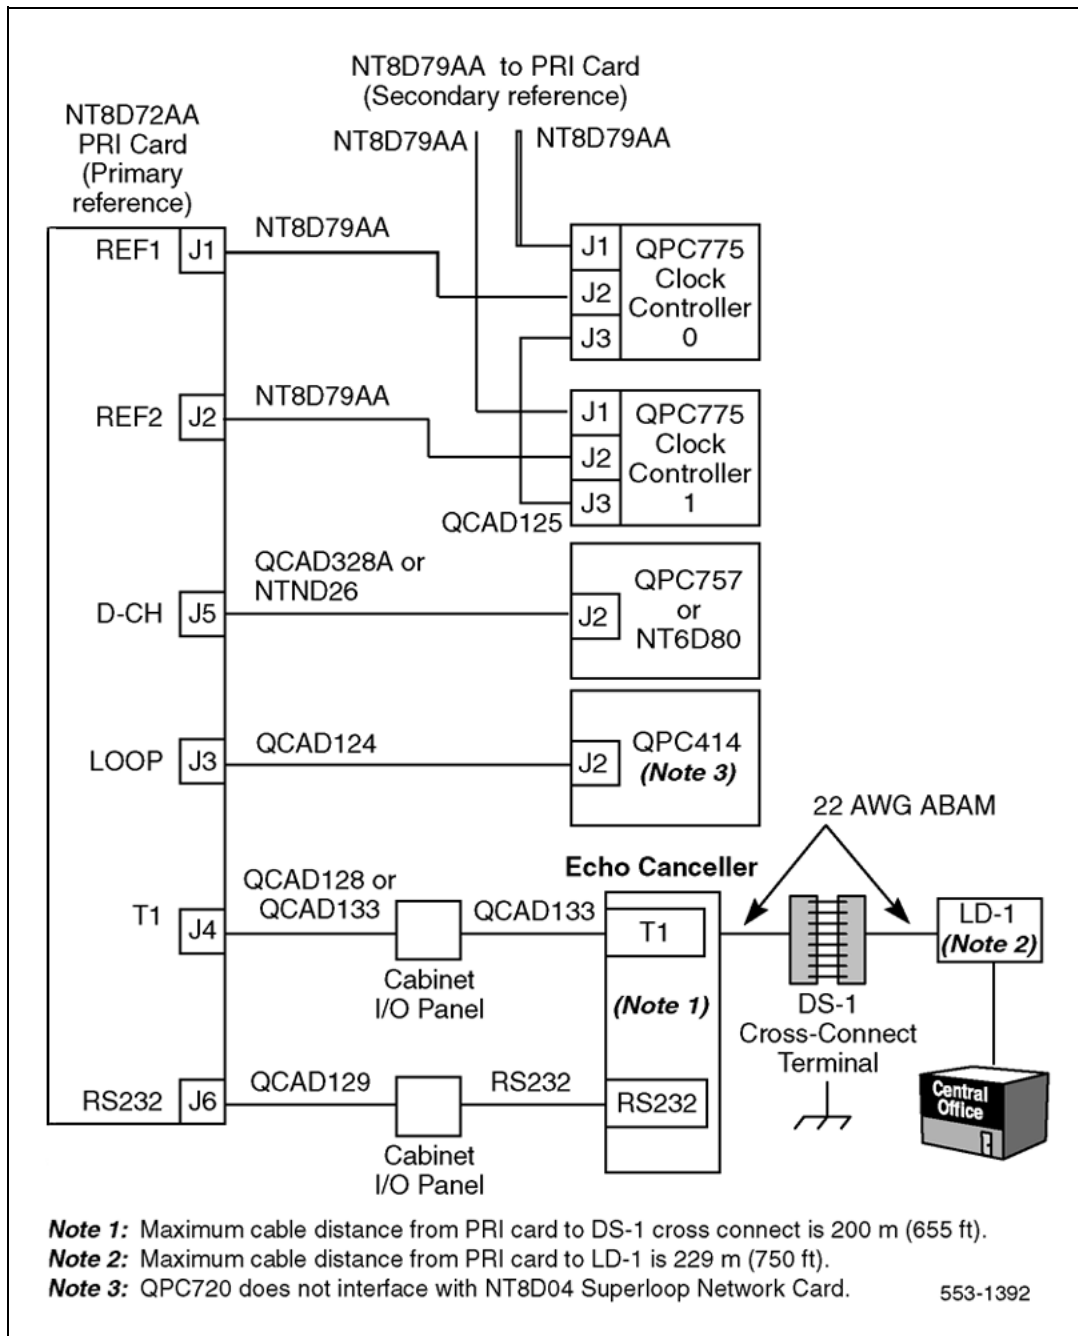 NT8D79AA to PRI Card
(Secondary reference)
NT8D72AA
PRI Card
(Primary
reference)
NT8D79AA
NT8D79AA
REF1
J1
NT8D79AA
J1
J2
J3
QPC775
Clock
Controller
0
REF2
J2
NT8D79AA
J1
J2
J3
QPC775
Clock
Controller
1
QCAD125
D-CH
J5
QCAD328A or
NTND26
J2
QPC757
or
NT6D80
LOOP
J3
QCAD124
J2
QPC414
(Note 3)
22 AWG ABAM
Echo Canceller
T1
J4
QCAD128 or
QCAD133
Cabinet
I/O Panel
QCAD133
T1
(Note 1)
DS-1
Cross-Connect
Terminal
LD-1
(Note 2)
Central
Office
RS232
J6
QCAD129
Cabinet
I/O Panel
RS232
RS232
Note 1: Maximum cable distance from PRI card to DS-1 cross connect is 200 m (655 ft).
Note 2: Maximum cable distance from PRI card to LD-1 is 229 m (750 ft).
Note 3: QPC720 does not interface with NT8D04 Superloop Network Card.
553-1392